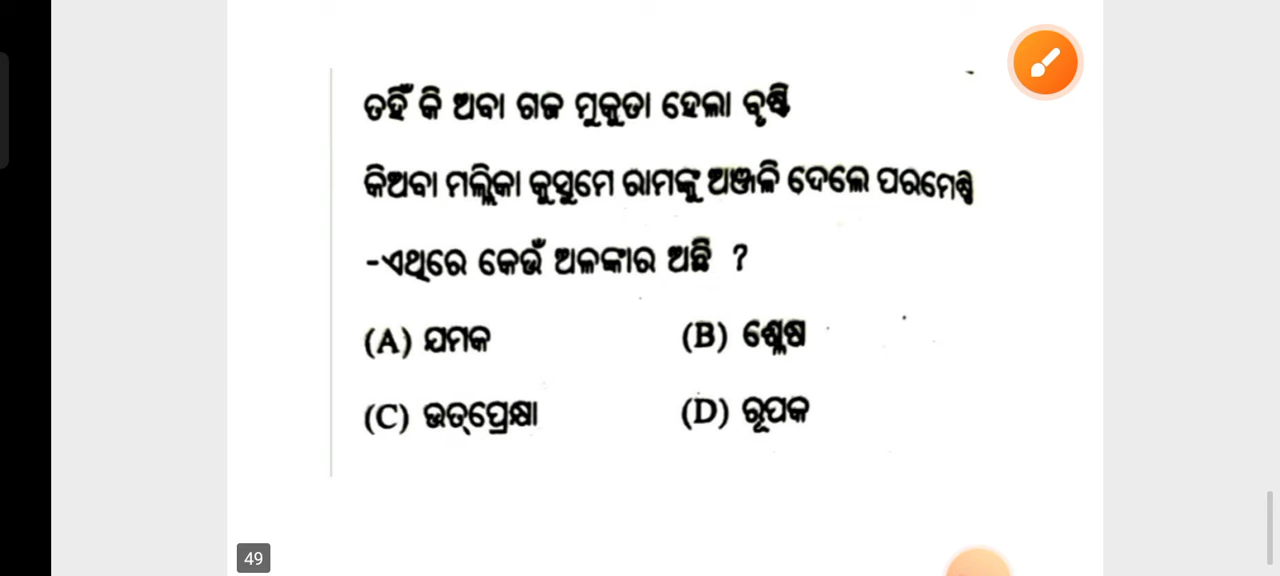 ତହିଁ କି ଅବା ଗଜ ମୁକୁତା ହେଲା ବୃଷ୍ଟି
କିଅବା ମଲ୍ଲିକା କୁସୁମେ ରାମଙ୍କୁ ଅଞ୍ଜଳି ଦେଲେ ପରମେଷ୍ଠି
-ଏଥିରେ କେଉଁ ଅଳଙ୍କାର ଅଛି ?
(A) ଯମକ (B) ଶ୍ଳେଷ
(C) ଉତ୍‌ପ୍ରେକ୍ଷା (D) ରୂପକ
49